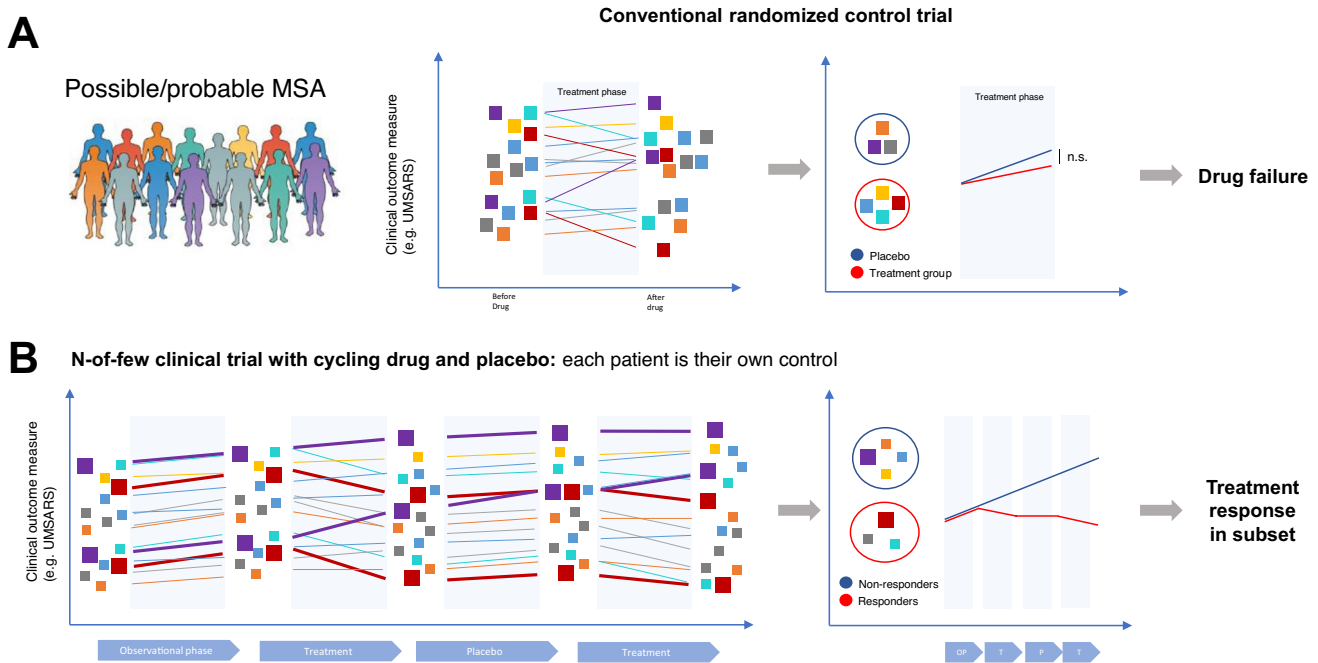 A
Conventional randomized control trial
Possible/probable MSA
Clinical outcome measure
(e.g. UMSARS)
Treatment phase
Before
Drug
After
drug
Treatment phase
n.s.
Placebo
Treatment group
Drug failure
B
N-of-few clinical trial with cycling drug and placebo: each patient is their own control
Clinical outcome measure
(e.g. UMSARS)
Observational phase
Treatment
Placebo
Treatment
Non-responders
Responders
OP
T
P
T
Treatment
response
in subset